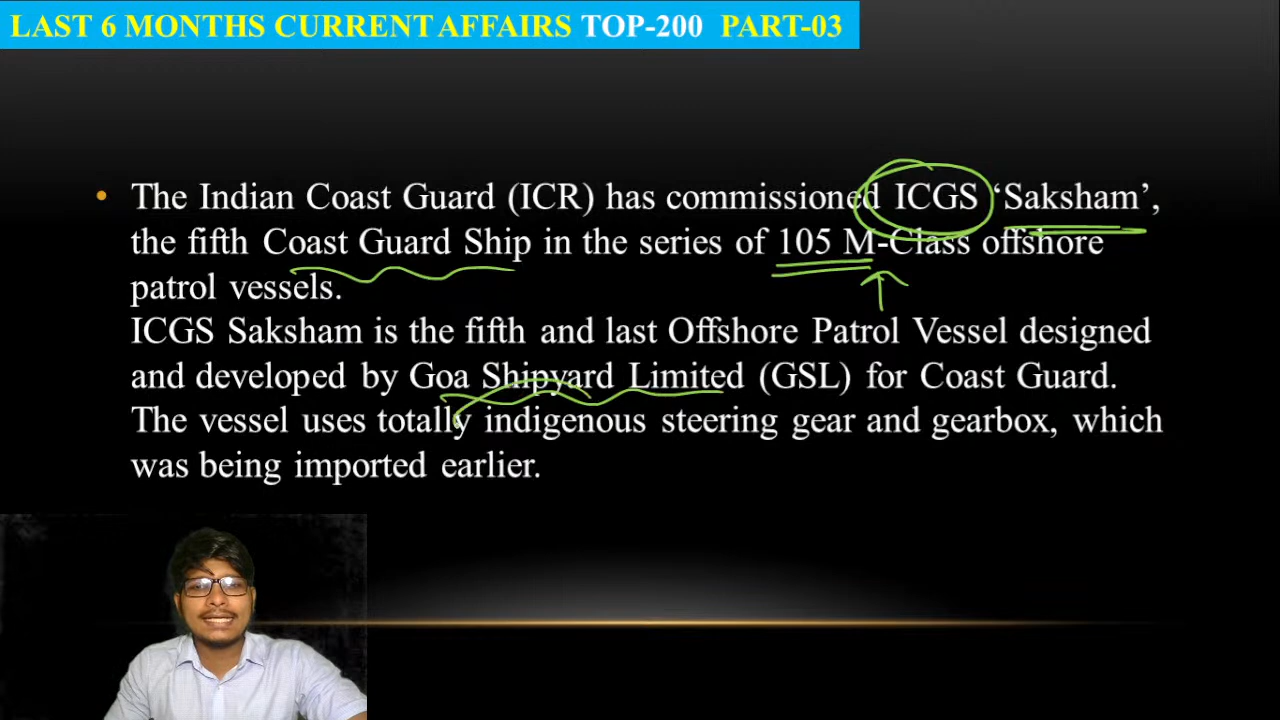 LAST 6 MONTHS CURRENT AFFAIRS TOP-200 PART-03
• The Indian Coast Guard (ICR) has commissioned ICGS ‘Saksham’,
the fifth Coast Guard Ship in the series of 105 M-Class offshore
patrol vessels.
ICGS Saksham is the fifth and last Offshore Patrol Vessel designed
and developed by Goa Shipyard Limited (GSL) for Coast Guard.
The vessel uses totally indigenous steering gear and gearbox, which
was being imported earlier.